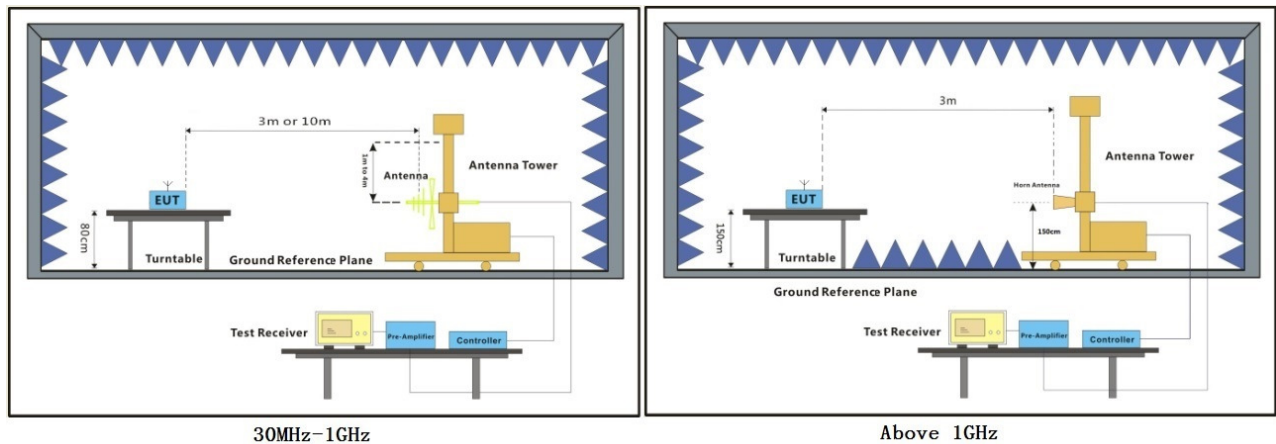 3m or 10m
1m to 4m
Antenna
Antenna Tower
EUT
80cm
Turntable
Ground Reference Plane
Test Receiver
Pre-Amplifier
Controller
30MHz-1GHz
3m
Antenna Tower
Horn Antenna
EUT
150cm
150cm
Turntable
Ground Reference Plane
Test Receiver
Pre-Amplifier
Controller
Above 1GHz